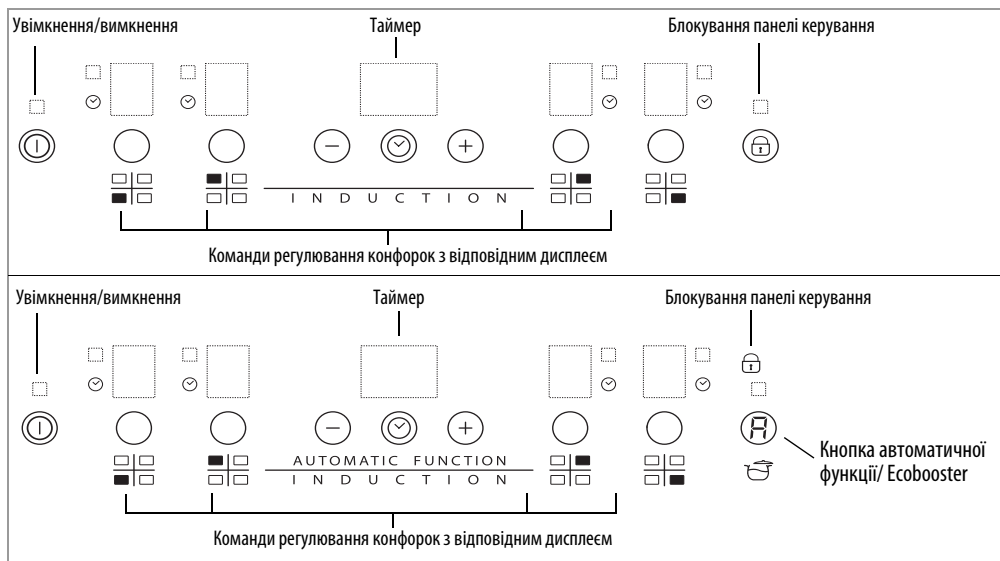 Увімкнення/вимкнення
Таймер
Блокування панелі керування
INDUCTION
Команди регулювання конфорок з відповідним дисплеєм
Увімкнення/вимкнення
Таймер
Блокування панелі керування
A
AUTOMATIC FUNCTION
INDUCTION
Кнопка автоматичної
функції/ Ecobooster
Команди регулювання конфорок з відповідним дисплеєм